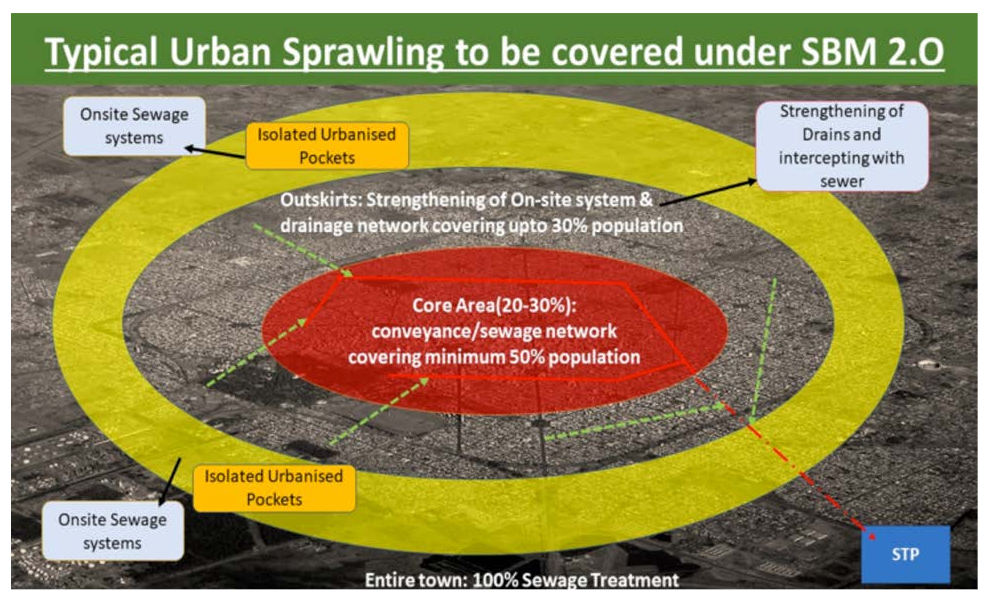 Typical Urban Sprawling to be covered under SBM 2.O
Onsite Sewage
systems
Isolated Urbanised
Pockets
Strengthening of
Drains and
intercepting with
sewer
Outskirts: Strengthening of On-site system &
drainage network covering upto 30% population
Core Area(20-30%):
conveyance/sewage network
covering minimum 50% population
Isolated Urbanised
Pockets
Onsite Sewage
systems
STP
Entire town: 100% Sewage Treatment